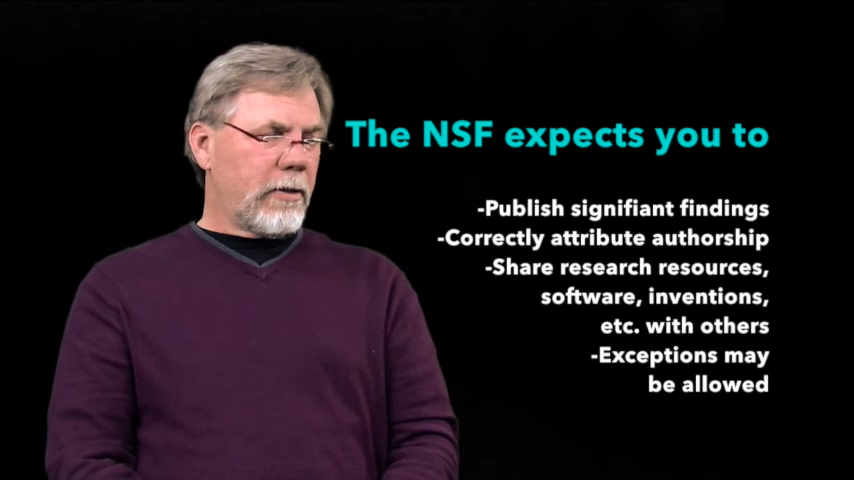 The NSF expects you to
-Publish signifiant findings
-Correctly attribute authorship
-Share research resources,
software, inventions,
etc. with others
-Exceptions may
be allowed